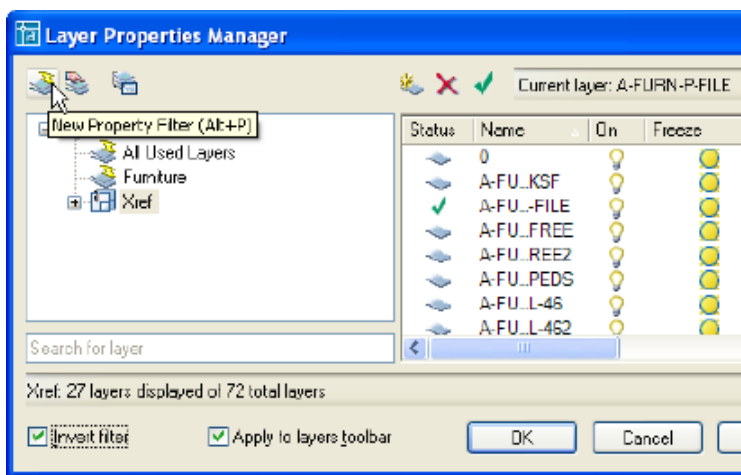 Layer Properties Manager
Current layer: A-FURN-P-FILE
New Property Filter (Alt+P)
All Used Layers
Furniture
Xref
Search for layer
Status Name On Freeze
0
A-FU...KSF
A-FU...-FILE
A-FU...FREE
A-FU...REE2
A-FU...PEDS
A-FU...L-46
A-FU...L-462
Xref: 27 layers displayed of 72 total layers
Invert filter Apply to layers toolbar OK Cancel